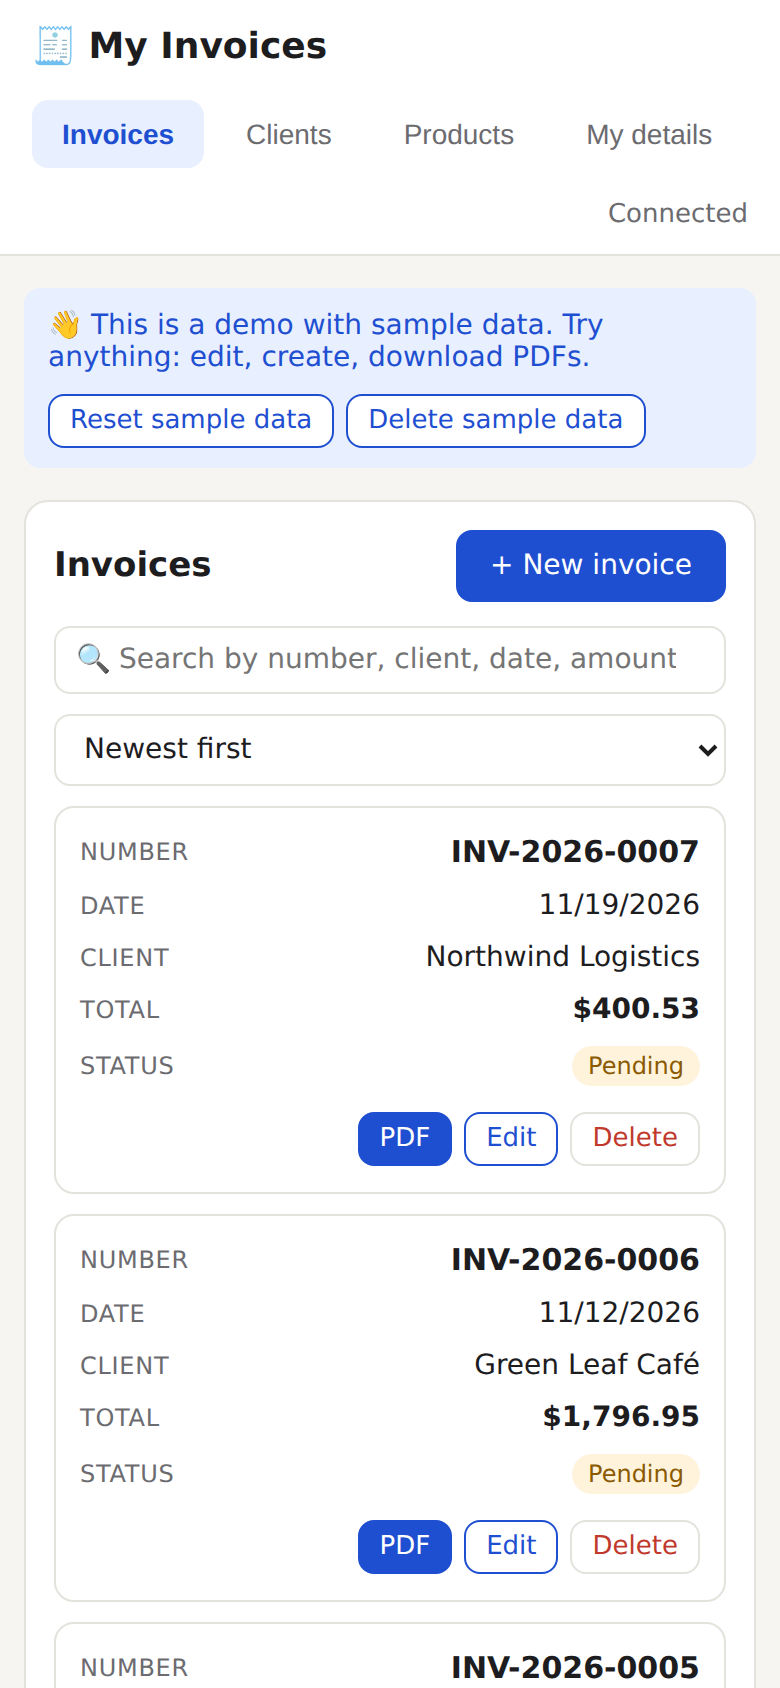 My Invoices
Invoices Clients Products My details
Connected
👋 This is a demo with sample data. Try
anything: edit, create, download PDFs.
Reset sample data Delete sample data
Invoices + New invoice
🔍 Search by number, client, date, amount
Newest first
NUMBER INV-2026-0007
DATE 11/19/2026
CLIENT Northwind Logistics
TOTAL $400.53
STATUS Pending
PDF Edit Delete
NUMBER INV-2026-0006
DATE 11/12/2026
CLIENT Green Leaf Café
TOTAL $1,796.95
STATUS Pending
PDF Edit Delete
NUMBER INV-2026-0005